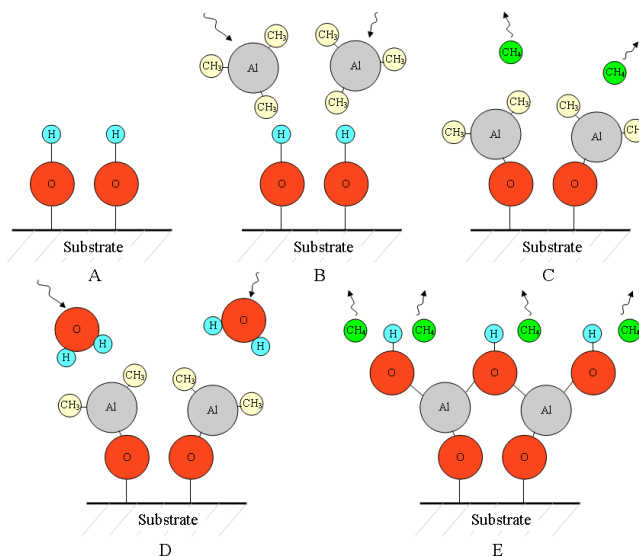 H H
O O
Substrate
A
CH₃ CH₃
CH₃ Al Al CH₃
CH₃ CH₃
H H
O O
Substrate
B
CH₄ CH₄
CH₃ CH₃
CH₃ Al Al CH₃
O O
Substrate
C
O O
H H H H
CH₃ CH₃
CH₃ Al Al CH₃
O O
Substrate
D
CH₄ H CH₄ H CH₄ H CH₄
O O O
Al Al
O O
Substrate
E